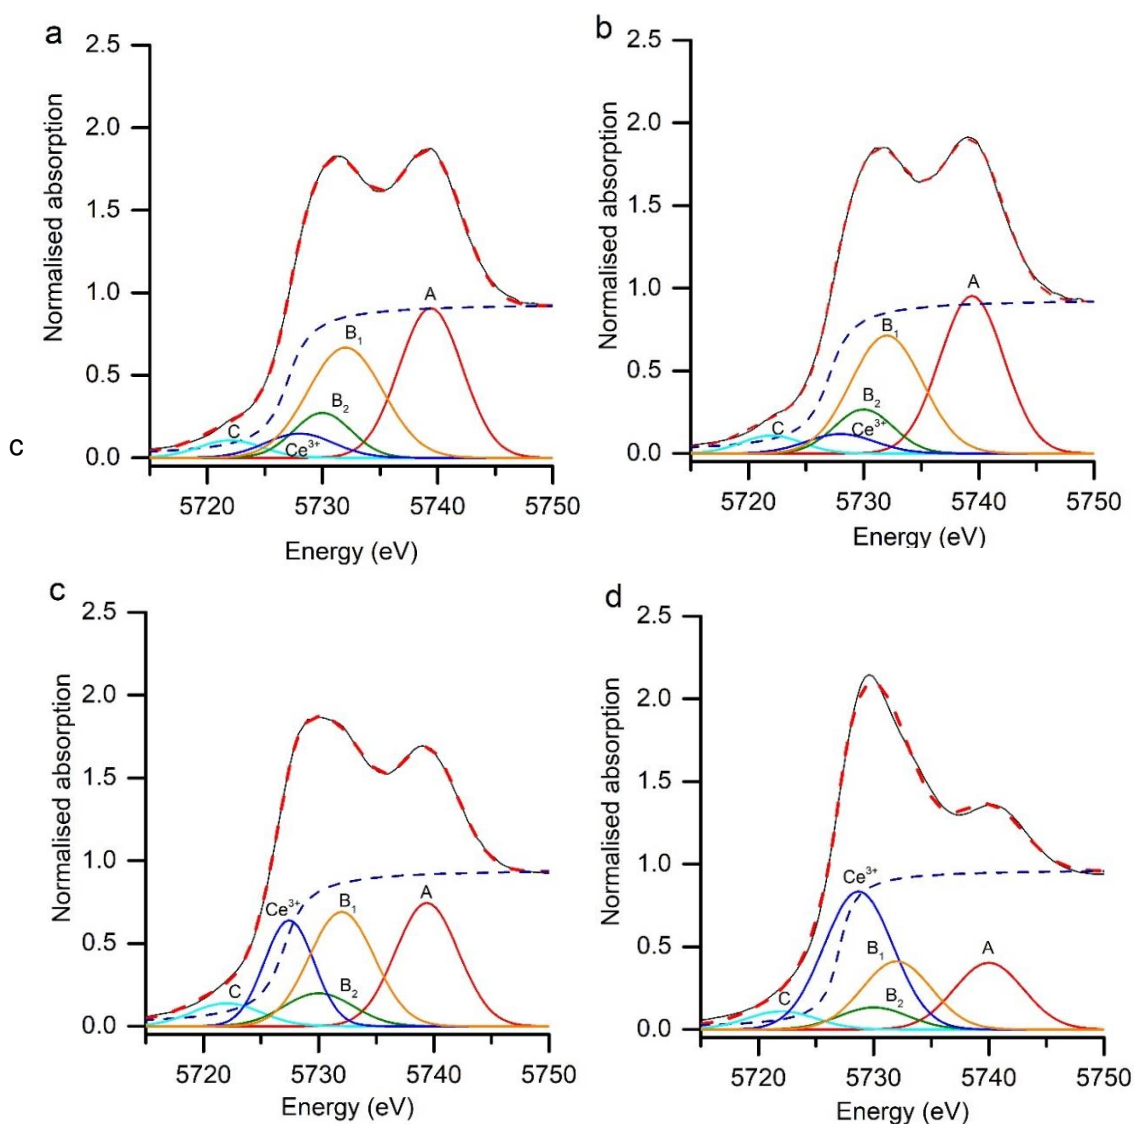 a
2.5
2.0
1.5
1.0
0.5
0.0
Normalised absorption
A
B1
B2
C
Ce3+
5720 5730 5740 5750
Energy (eV)
b
2.5
2.0
1.5
1.0
0.5
0.0
Normalised absorption
A
B1
B2
C
Ce3+
5720 5730 5740 5750
Energy (eV)
c
c
2.5
2.0
1.5
1.0
0.5
0.0
Normalised absorption
Ce3+
B1
A
C
B2
5720 5730 5740 5750
Energy (eV)
d
2.5
2.0
1.5
1.0
0.5
0.0
Normalised absorption
Ce3+
B1
A
C
B2
5720 5730 5740 5750
Energy (eV)